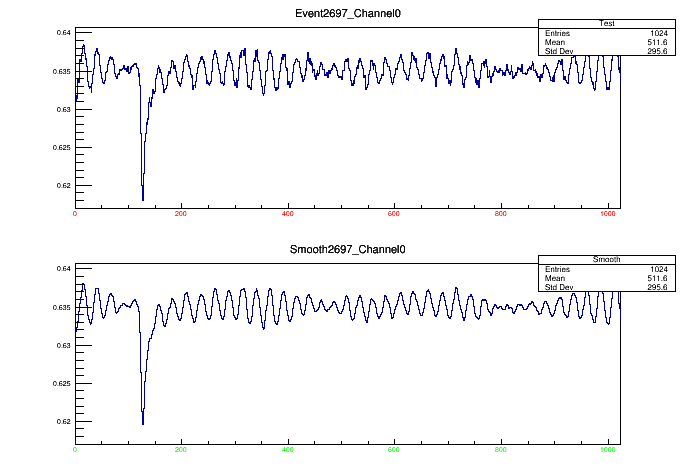 Event2697_Channel0
Test
Entries 1024
Mean 511.6
Std Dev 295.6
0.64
0.635
0.63
0.625
0.62
0 200 400 600 800 1000
Smooth2697_Channel0
Smooth
Entries 1024
Mean 511.6
Std Dev 295.6
0.64
0.635
0.63
0.625
0.62
0 200 400 600 800 1000